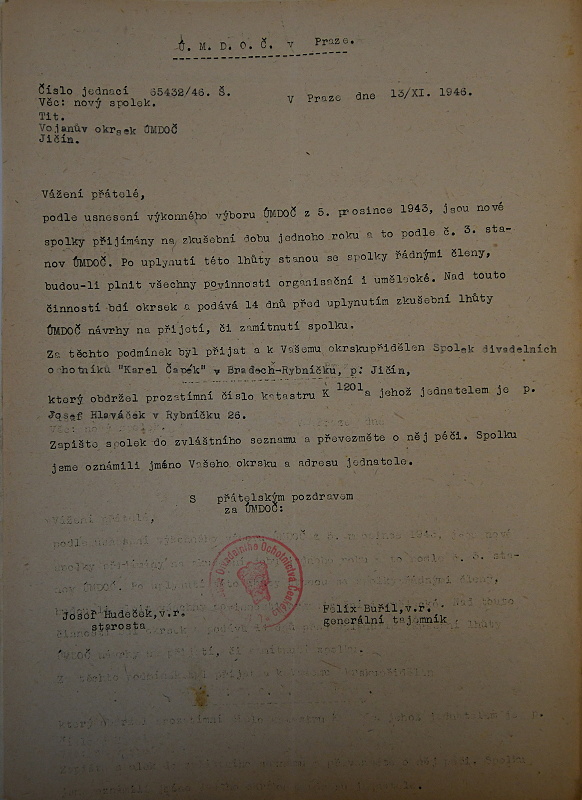 Ú. M. D. O. Č. v Praze.
Číslo jednací 65432/46. Š.
V Praze dne 13/XI. 1946.
Věc: nový spolek.
Tit.
Vojanův okrsek ÚMDOČ
Jičín.
Vážení přátelé,
podle usnesení výkonného výboru ÚMDOČ z 5. prosince 1943, jsou nové
spolky přijímány na zkušební dobu jednoho roku a to podle č. 3. sta-
nov ÚMDOČ. Po uplynutí této lhůty stanou se spolky řádnými členy,
budou-li plnit všechny povinnosti organisační i umělecké. Nad touto
činností bdí okrsek a podává 14 dnů před uplynutím zkušební lhůty
ÚMDOČ návrhy na přijetí, či zamítnutí spolku.
Za těchto podmínek byl přijat a k Vašemu okrskupřidělen Spolek divadelních
ochotníků "Karel Čapek" v Bradech-Rybníčku, p. Jičín,
který obdržel prozatímní číslo katastru K 1201a jehož jednatelem je p.
Josef Hlaváček v Rybníčku 26.
Zapište spolek do zvláštního seznamu a převezměte o něj péči. Spolku
jsme oznámili jméno Vašeho okrsku a adresu jednatele.
S přátelským pozdravem
za ÚMDOČ:
Divadelního Ochotnictva Českého
Josef Hudeček,v.r.
starosta
Felix Buřil,v.r.
generální tajemník